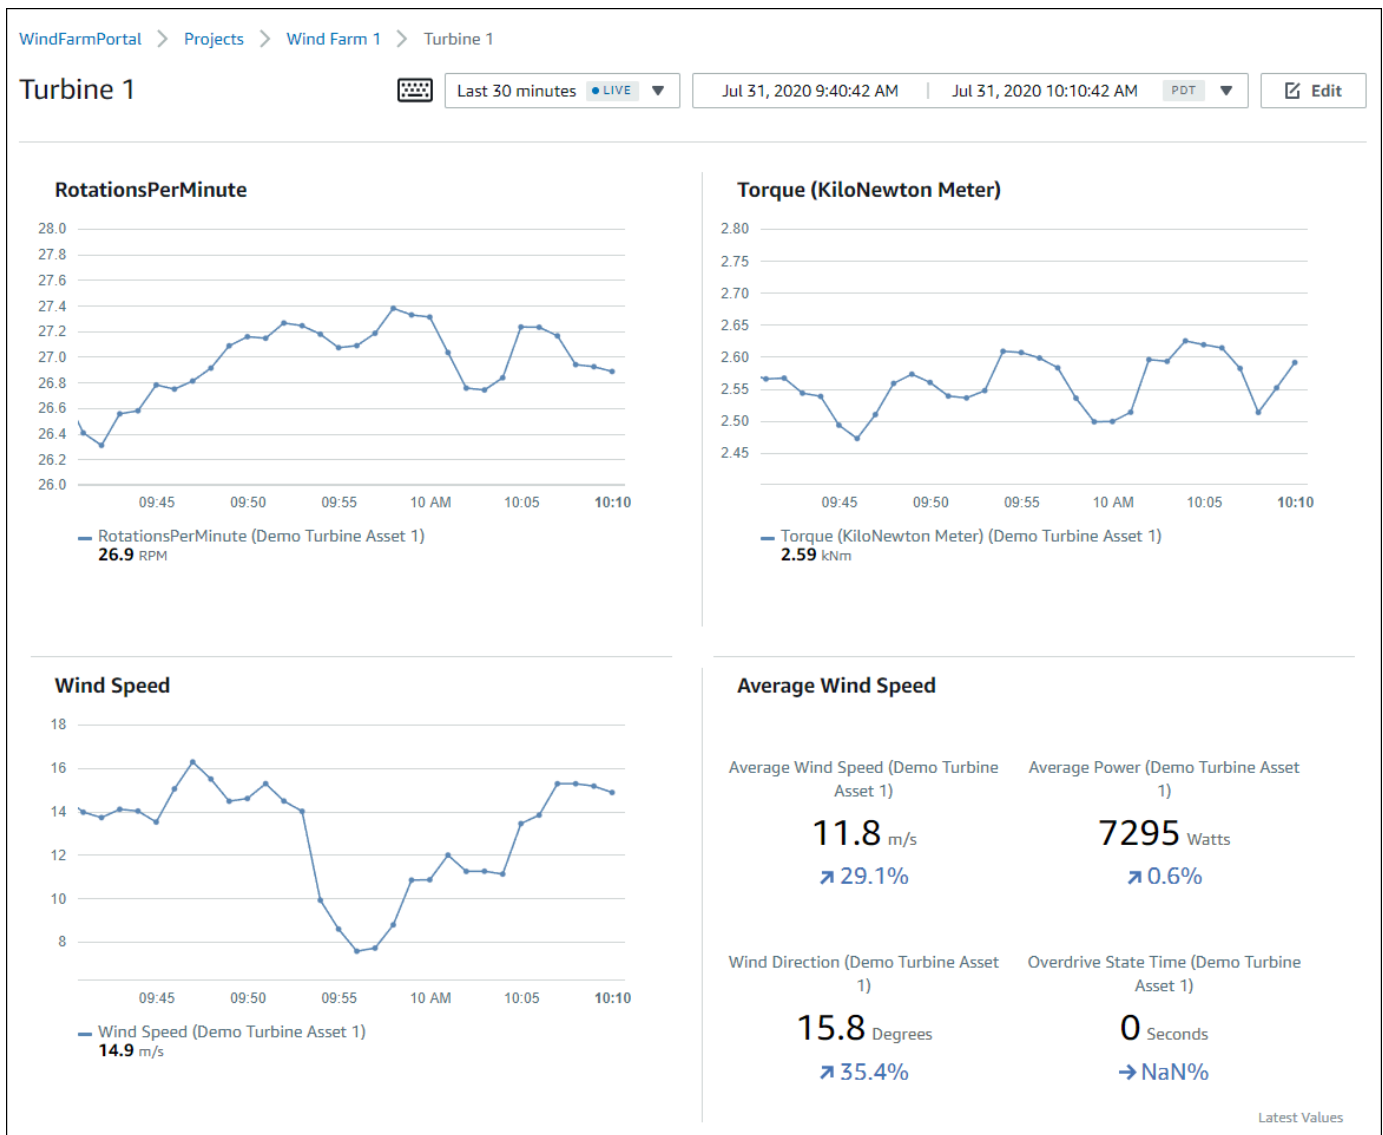 WindFarmPortal > Projects > Wind Farm 1 > Turbine 1
Turbine 1
Last 30 minutes LIVE
Jul 31, 2020 9:40:42 AM | Jul 31, 2020 10:10:42 AM PDT
Edit
RotationsPerMinute
28.0
27.8
27.6
27.4
27.2
27.0
26.8
26.6
26.4
26.2
26.0
09:45 09:50 09:55 10 AM 10:05 10:10
RotationsPerMinute (Demo Turbine Asset 1)
26.9 RPM
Torque (KiloNewton Meter)
2.80
2.75
2.70
2.65
2.60
2.55
2.50
2.45
09:45 09:50 09:55 10 AM 10:05 10:10
Torque (KiloNewton Meter) (Demo Turbine Asset 1)
2.59 kNm
Wind Speed
18
16
14
12
10
8
09:45 09:50 09:55 10 AM 10:05 10:10
Wind Speed (Demo Turbine Asset 1)
14.9 m/s
Average Wind Speed
Average Wind Speed (Demo Turbine
Asset 1)
11.8 m/s
29.1%
Average Power (Demo Turbine Asset
1)
7295 Watts
0.6%
Wind Direction (Demo Turbine Asset
1)
15.8 Degrees
35.4%
Overdrive State Time (Demo Turbine
Asset 1)
0 Seconds
NaN%
Latest Values